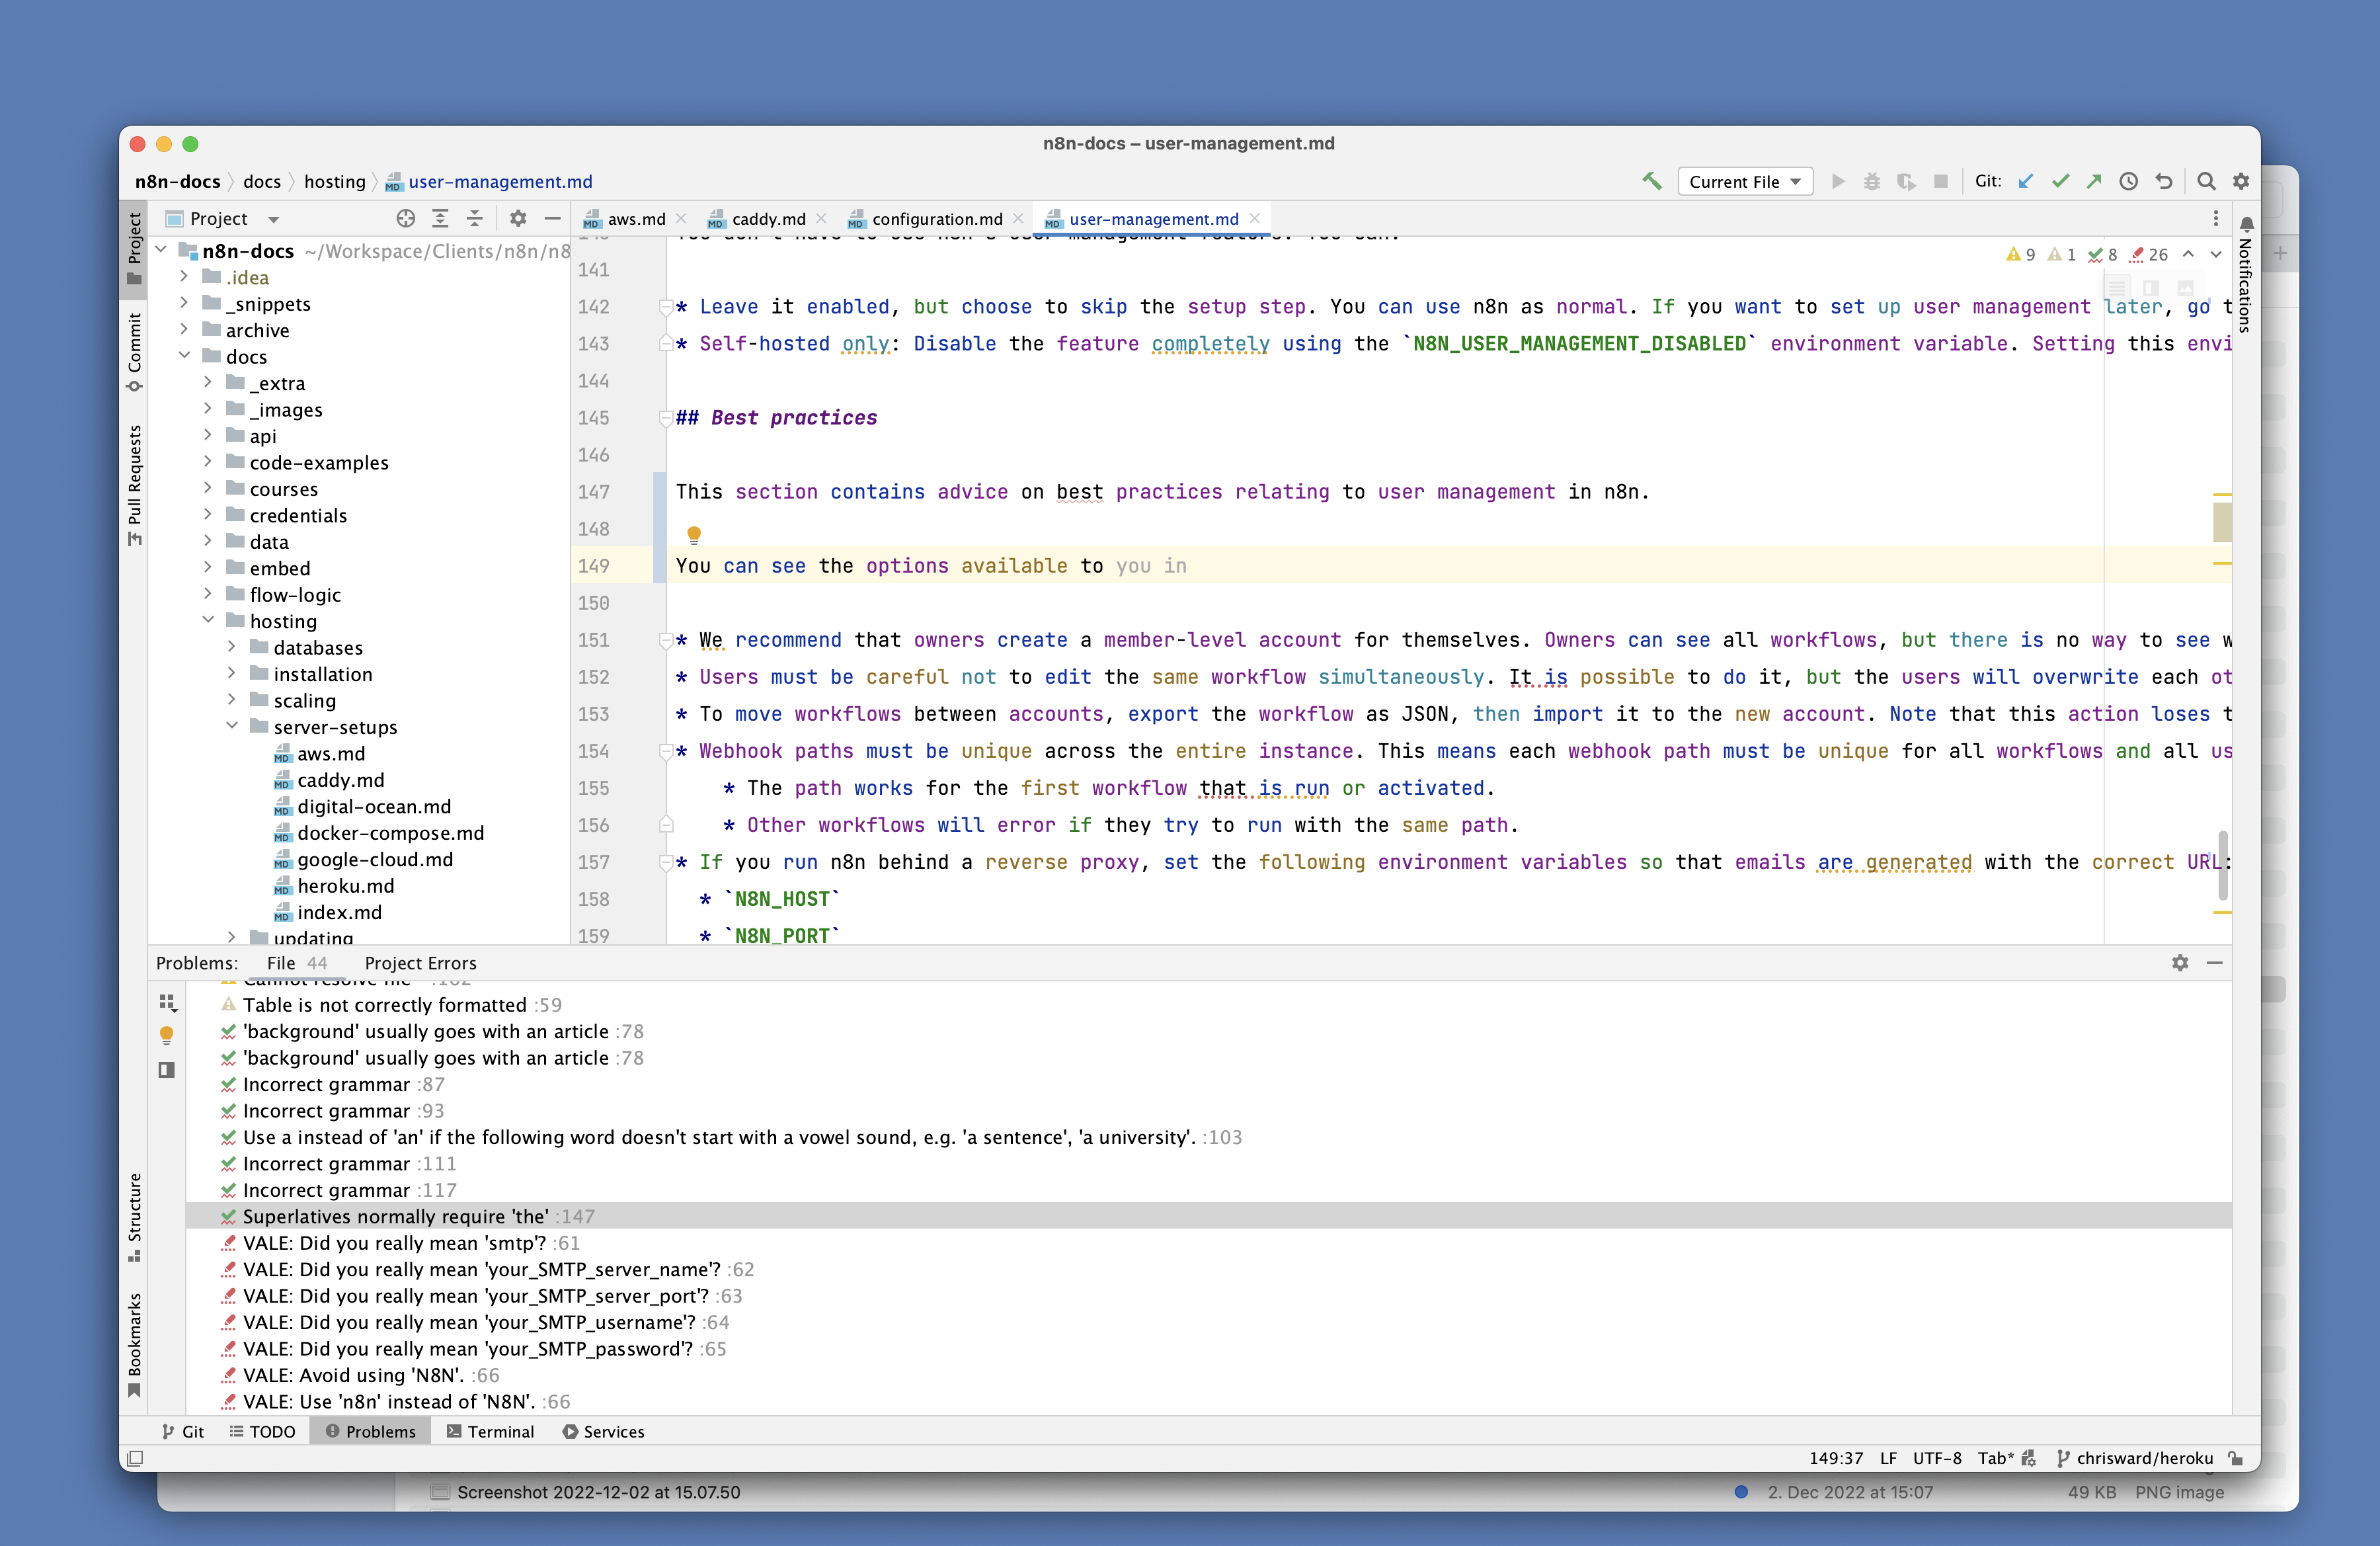 n8n-docs – user-management.md
n8n-docs docs hosting user-management.md
Current File
Git:
Project
aws.md
caddy.md
configuration.md
user-management.md
Project
Commit
Pull Requests
Structure
Bookmarks
Notifications
n8n-docs ~/Workspace/Clients/n8n/n8
.idea
_snippets
archive
docs
_extra
_images
api
code-examples
courses
credentials
data
embed
flow-logic
hosting
databases
installation
scaling
server-setups
aws.md
caddy.md
digital-ocean.md
docker-compose.md
google-cloud.md
heroku.md
index.md
updating
9 1 8 26
141
142 * Leave it enabled, but choose to skip the setup step. You can use n8n as normal. If you want to set up user management later, go t
143 * Self-hosted only: Disable the feature completely using the `N8N_USER_MANAGEMENT_DISABLED` environment variable. Setting this envi
144
145 ## Best practices
146
147 This section contains advice on best practices relating to user management in n8n.
148
149 You can see the options available to you in
150
151 * We recommend that owners create a member-level account for themselves. Owners can see all workflows, but there is no way to see w
152 * Users must be careful not to edit the same workflow simultaneously. It is possible to do it, but the users will overwrite each ot
153 * To move workflows between accounts, export the workflow as JSON, then import it to the new account. Note that this action loses t
154 * Webhook paths must be unique across the entire instance. This means each webhook path must be unique for all workflows and all us
155 * The path works for the first workflow that is run or activated.
156 * Other workflows will error if they try to run with the same path.
157 * If you run n8n behind a reverse proxy, set the following environment variables so that emails are generated with the correct URL:
158 * `N8N_HOST`
159 * `N8N_PORT`
Problems: File 44 Project Errors
Cannot resolve file :162
Table is not correctly formatted :59
'background' usually goes with an article :78
'background' usually goes with an article :78
Incorrect grammar :87
Incorrect grammar :93
Use a instead of 'an' if the following word doesn't start with a vowel sound, e.g. 'a sentence', 'a university'. :103
Incorrect grammar :111
Incorrect grammar :117
Superlatives normally require 'the' :147
VALE: Did you really mean 'smtp'? :61
VALE: Did you really mean 'your_SMTP_server_name'? :62
VALE: Did you really mean 'your_SMTP_server_port'? :63
VALE: Did you really mean 'your_SMTP_username'? :64
VALE: Did you really mean 'your_SMTP_password'? :65
VALE: Avoid using 'N8N'. :66
VALE: Use 'n8n' instead of 'N8N'. :66
Git TODO Problems Terminal Services
149:37 LF UTF-8 Tab* chrisward/heroku
Screenshot 2022-12-02 at 15.07.50 2. Dec 2022 at 15:07 49 KB PNG image